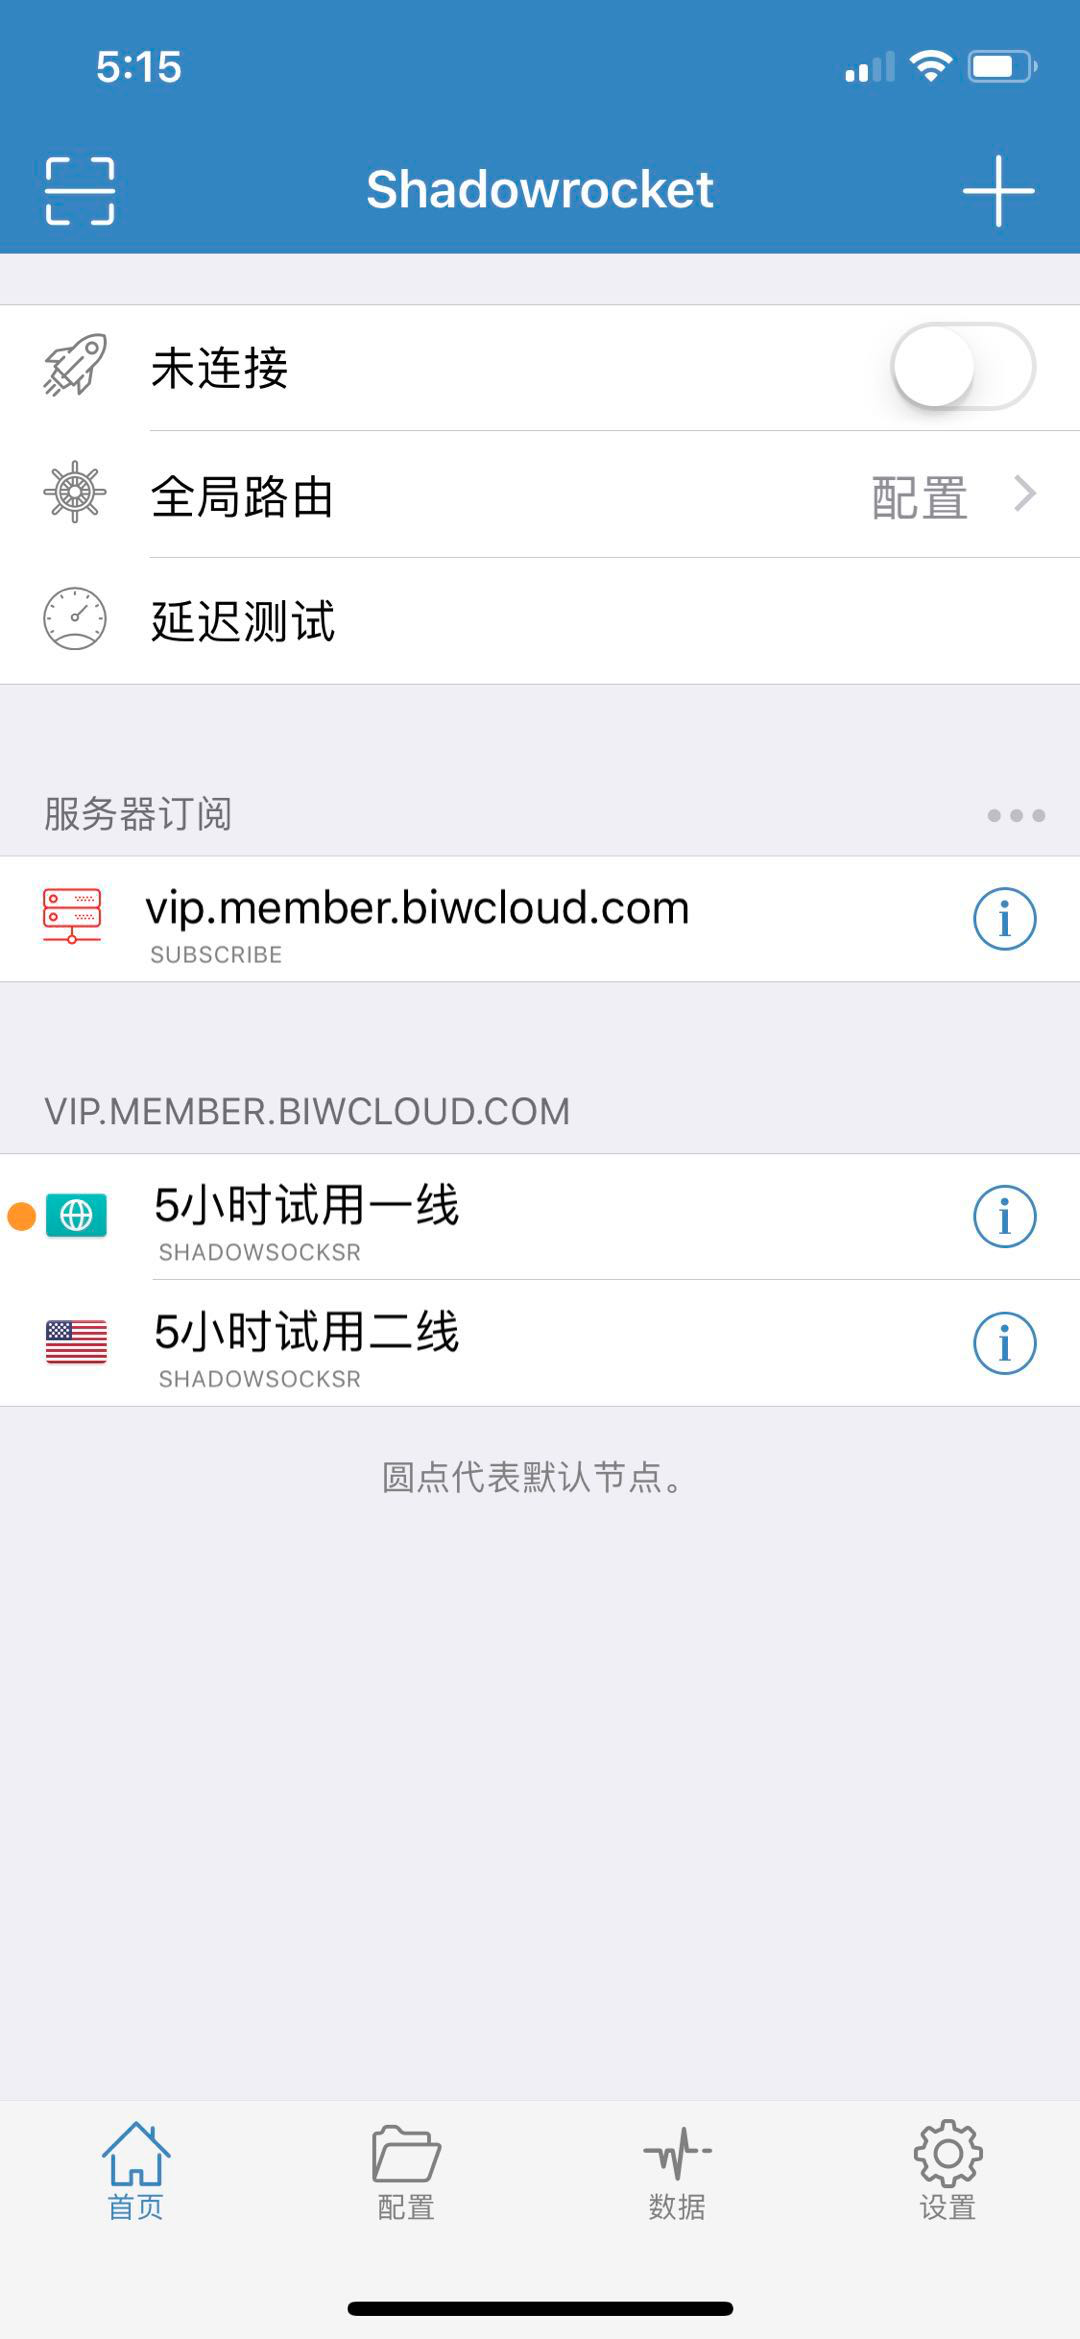 5:15
Shadowrocket
未连接
全局路由 配置
延迟测试
服务器订阅
vip.member.biwcloud.com
SUBSCRIBE
VIP.MEMBER.BIWCLOUD.COM
5小时试用一线
SHADOWSOCKSR
5小时试用二线
SHADOWSOCKSR
圆点代表默认节点。
首页 配置 数据 设置